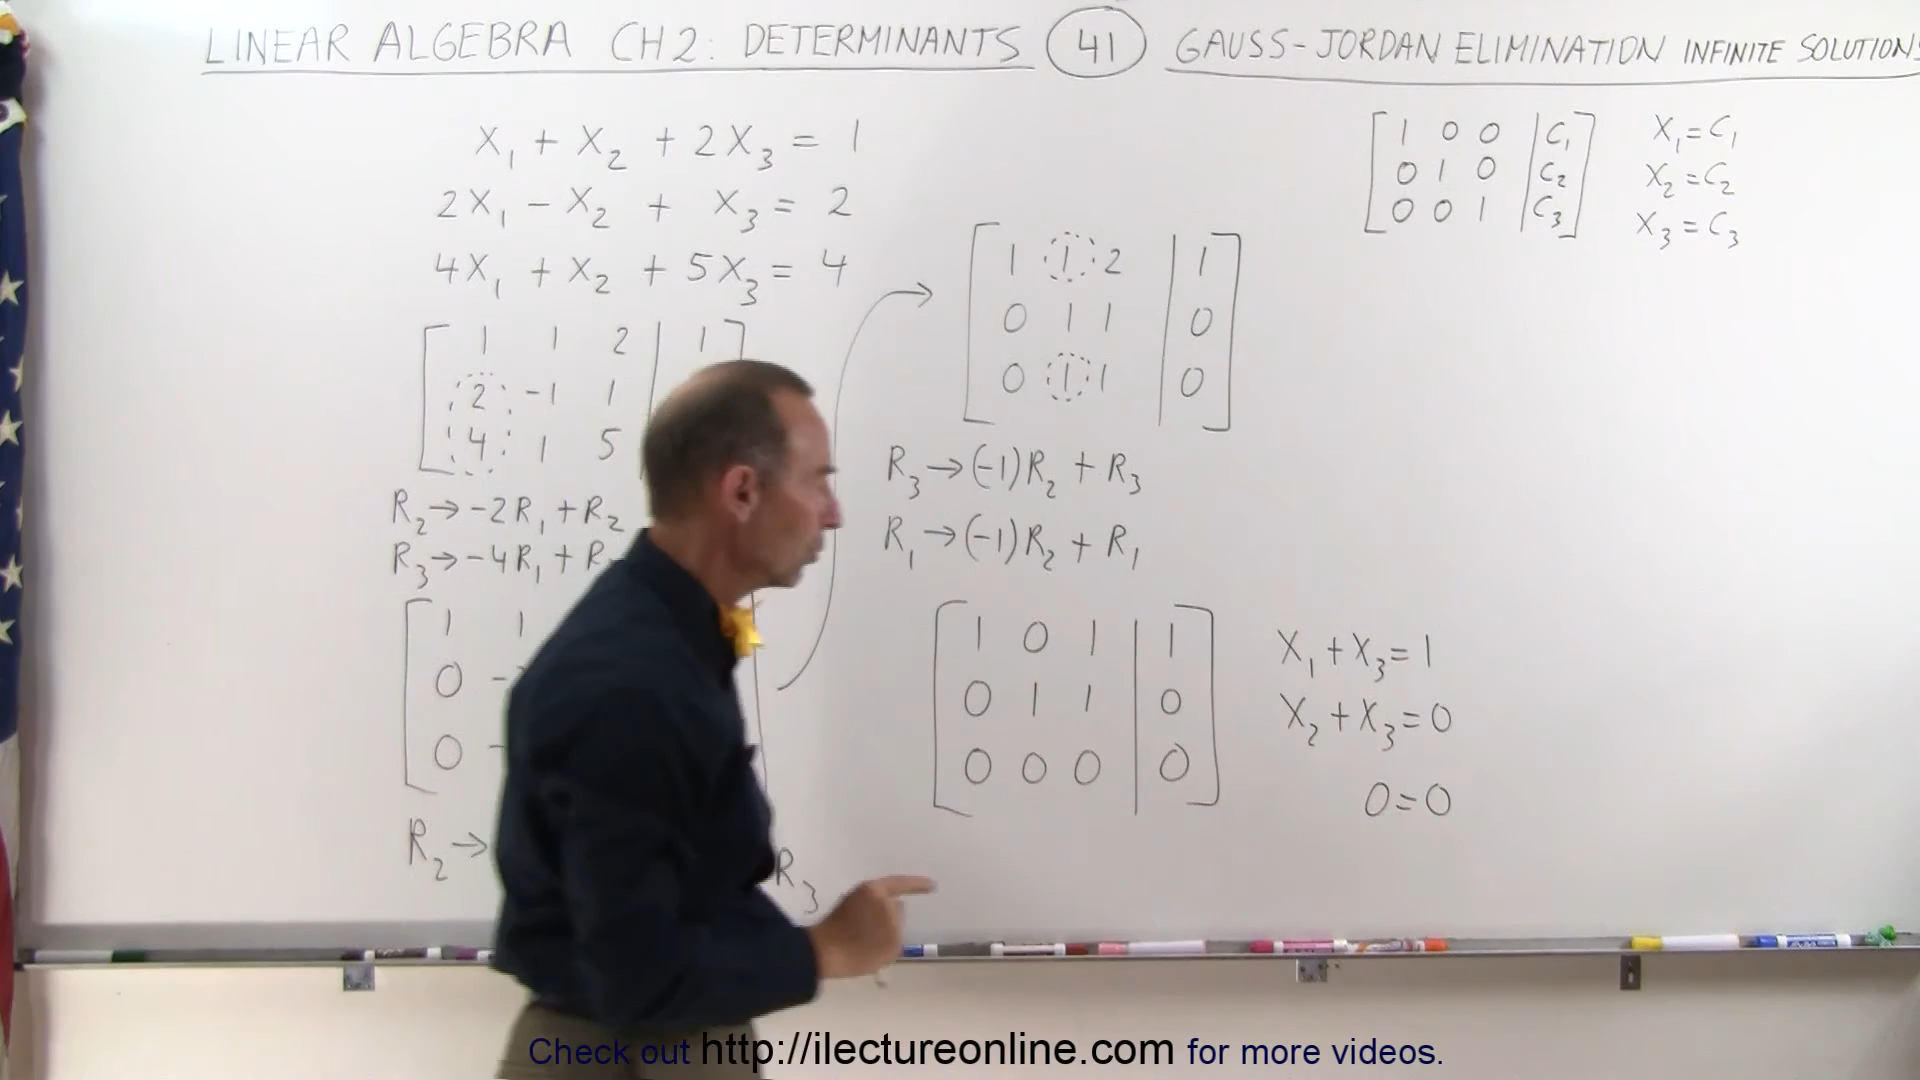 LINEAR ALGEBRA CH2: DETERMINANTS 41 GAUSS-JORDAN ELIMINATION INFINITE SOLUTIONS
X₁ + X₂ + 2X₃ = 1
2X₁ - X₂ + X₃ = 2
4X₁ + X₂ + 5X₃ = 4
1 1 2 | 1
2 -1 1
4 1 5
R₂ → -2R₁ + R₂
R₃ → -4R₁ + R
1 1
0 -
0 -
R₂ →
R₃
1 1 2 | 1
0 1 1 | 0
0 1 1 | 0
R₃ → (-1)R₂ + R₃
R₁ → (-1)R₂ + R₁
1 0 1 | 1
0 1 1 | 0
0 0 0 | 0
X₁ + X₃ = 1
X₂ + X₃ = 0
0 = 0
1 0 0 | C₁
0 1 0 | C₂
0 0 1 | C₃
X₁ = C₁
X₂ = C₂
X₃ = C₃
Check out http://ilectureonline.com for more videos.